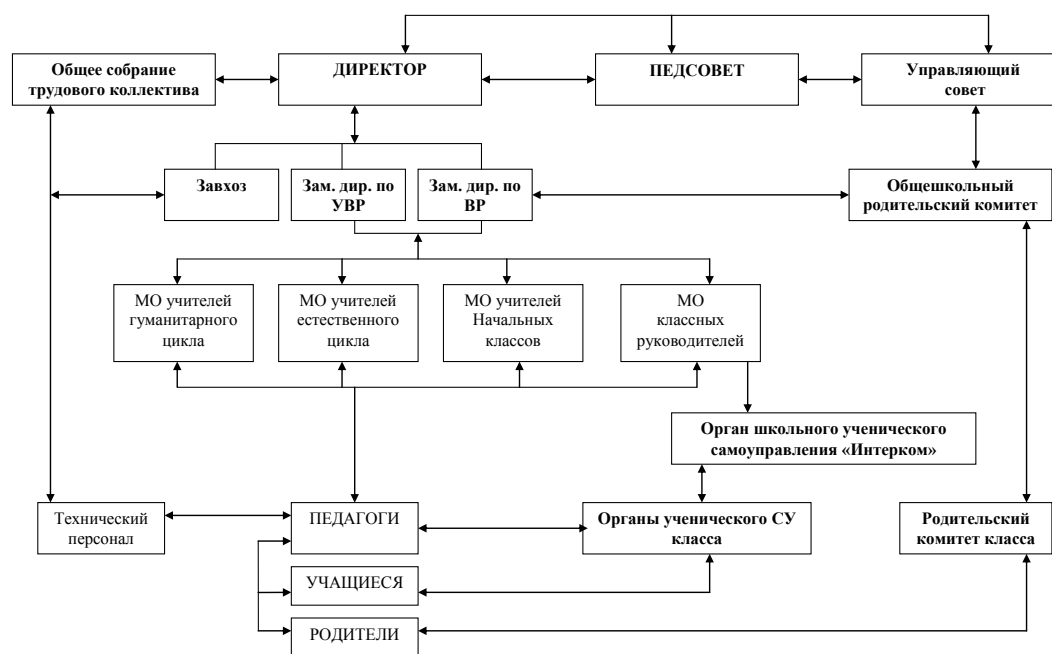 Общее собрание
трудового коллектива
ДИРЕКТОР
ПЕДСОВЕТ
Управляющий
совет
Завхоз
Зам. дир. по
УВР
Зам. дир. по
ВР
Общешкольный
родительский комитет
МО учителей
гуманитарного
цикла
МО учителей
естественного
цикла
МО учителей
Начальных
классов
МО
классных
руководителей
Орган школьного ученического
самоуправления «Интерком»
Технический
персонал
ПЕДАГОГИ
Органы ученического СУ
класса
Родительский
комитет класса
УЧАЩИЕСЯ
РОДИТЕЛИ